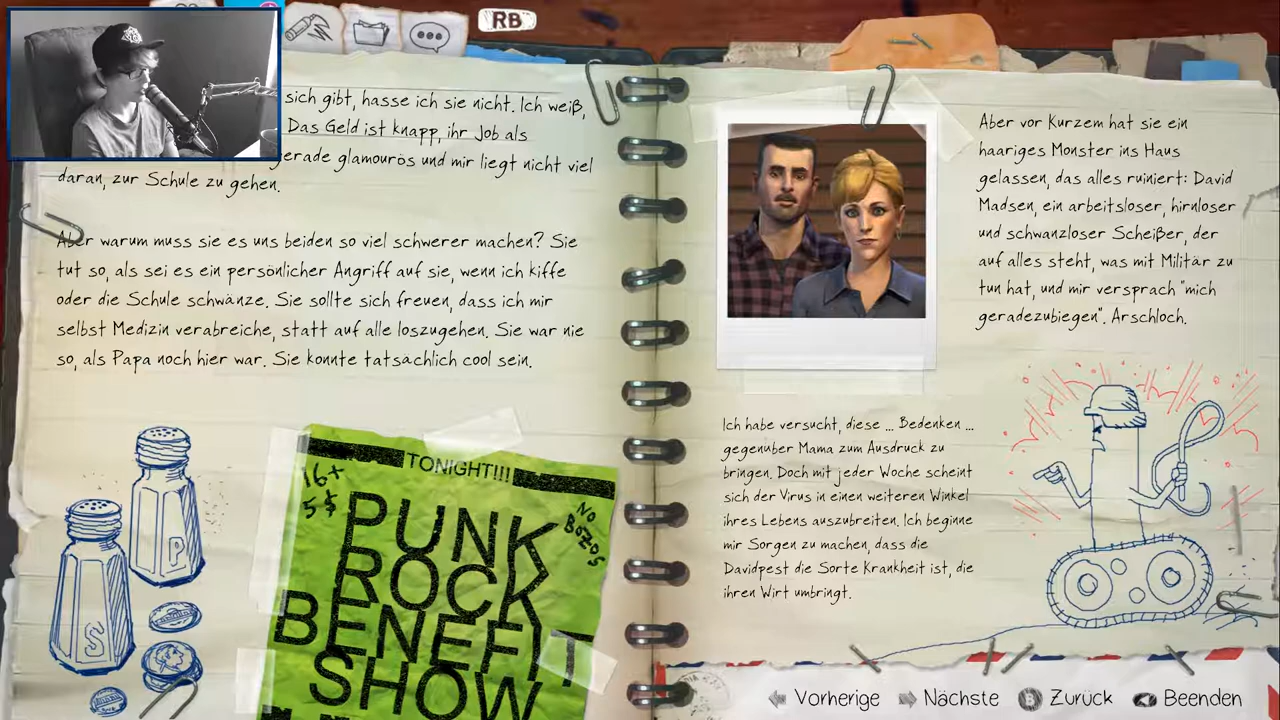 RB
sich gibt, hasse ich sie nicht. Ich weiß,
Das Geld ist knapp, ihr Job als
gerade glamourös und mir liegt nicht viel
daran, zur Schule zu gehen.
Aber warum muss sie es uns beiden so viel schwerer machen? Sie
tut so, als sei es ein persönlicher Angriff auf sie, wenn ich kiffe
oder die Schule schwänze. Sie sollte sich freuen, dass ich mir
selbst Medizin verabreiche, statt auf alle loszugehen. Sie war nie
so, als Papa noch hier war. Sie konnte tatsächlich cool sein.
P
S
TONIGHT!!!
16+
5$
NO
BOZOS
PUNK
ROCK
BENEFIT
SHOW
Aber vor Kurzem hat sie ein
haariges Monster ins Haus
gelassen, das alles ruiniert: David
Madsen, ein arbeitsloser, hirnloser
und schwanzloser Scheißer, der
auf alles steht, was mit Militär zu
tun hat, und mir versprach "mich
geradezubiegen". Arschloch.
Ich habe versucht, diese ... Bedenken ...
gegenüber Mama zum Ausdruck zu
bringen. Doch mit jeder Woche scheint
sich der Virus in einen weiteren Winkel
ihres Lebens auszubreiten. Ich beginne
mir Sorgen zu machen, dass die
Davidpest die Sorte Krankheit ist, die
ihren Wirt umbringt.
Vorherige Nächste B Zurück Beenden